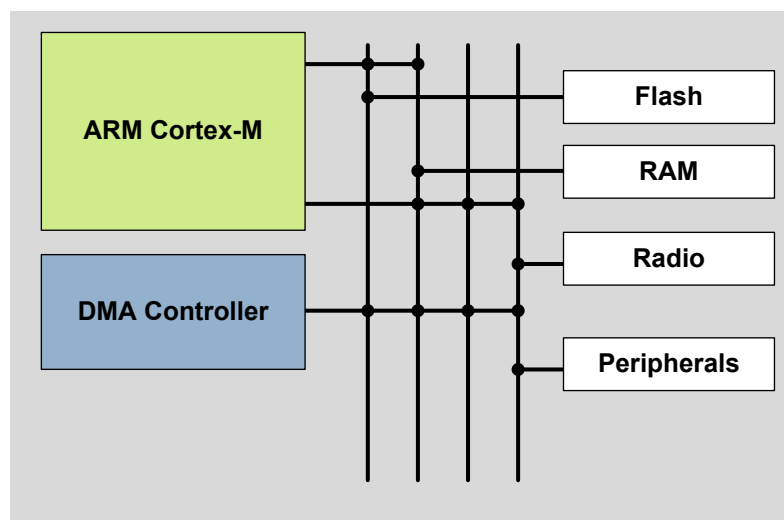 ARM Cortex-M
DMA Controller
Flash
RAM
Radio
Peripherals